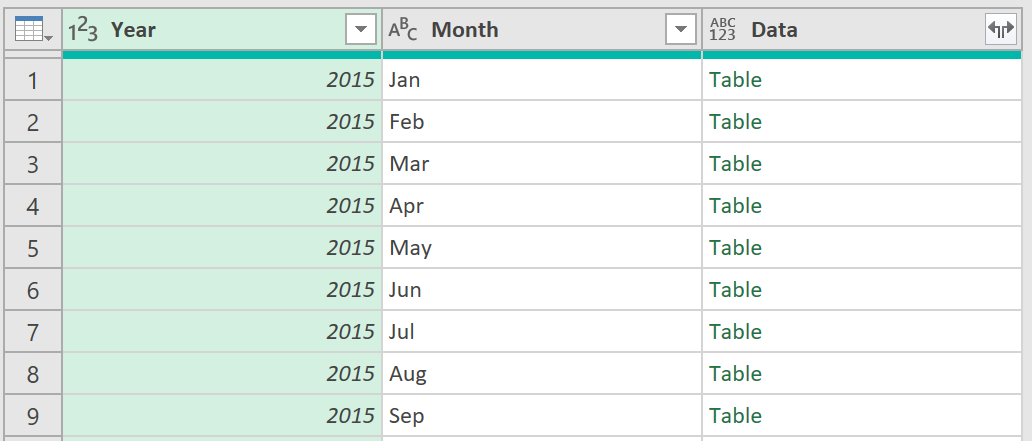 123 Year ABC Month ABC 123 Data
1 2015 Jan Table
2 2015 Feb Table
3 2015 Mar Table
4 2015 Apr Table
5 2015 May Table
6 2015 Jun Table
7 2015 Jul Table
8 2015 Aug Table
9 2015 Sep Table